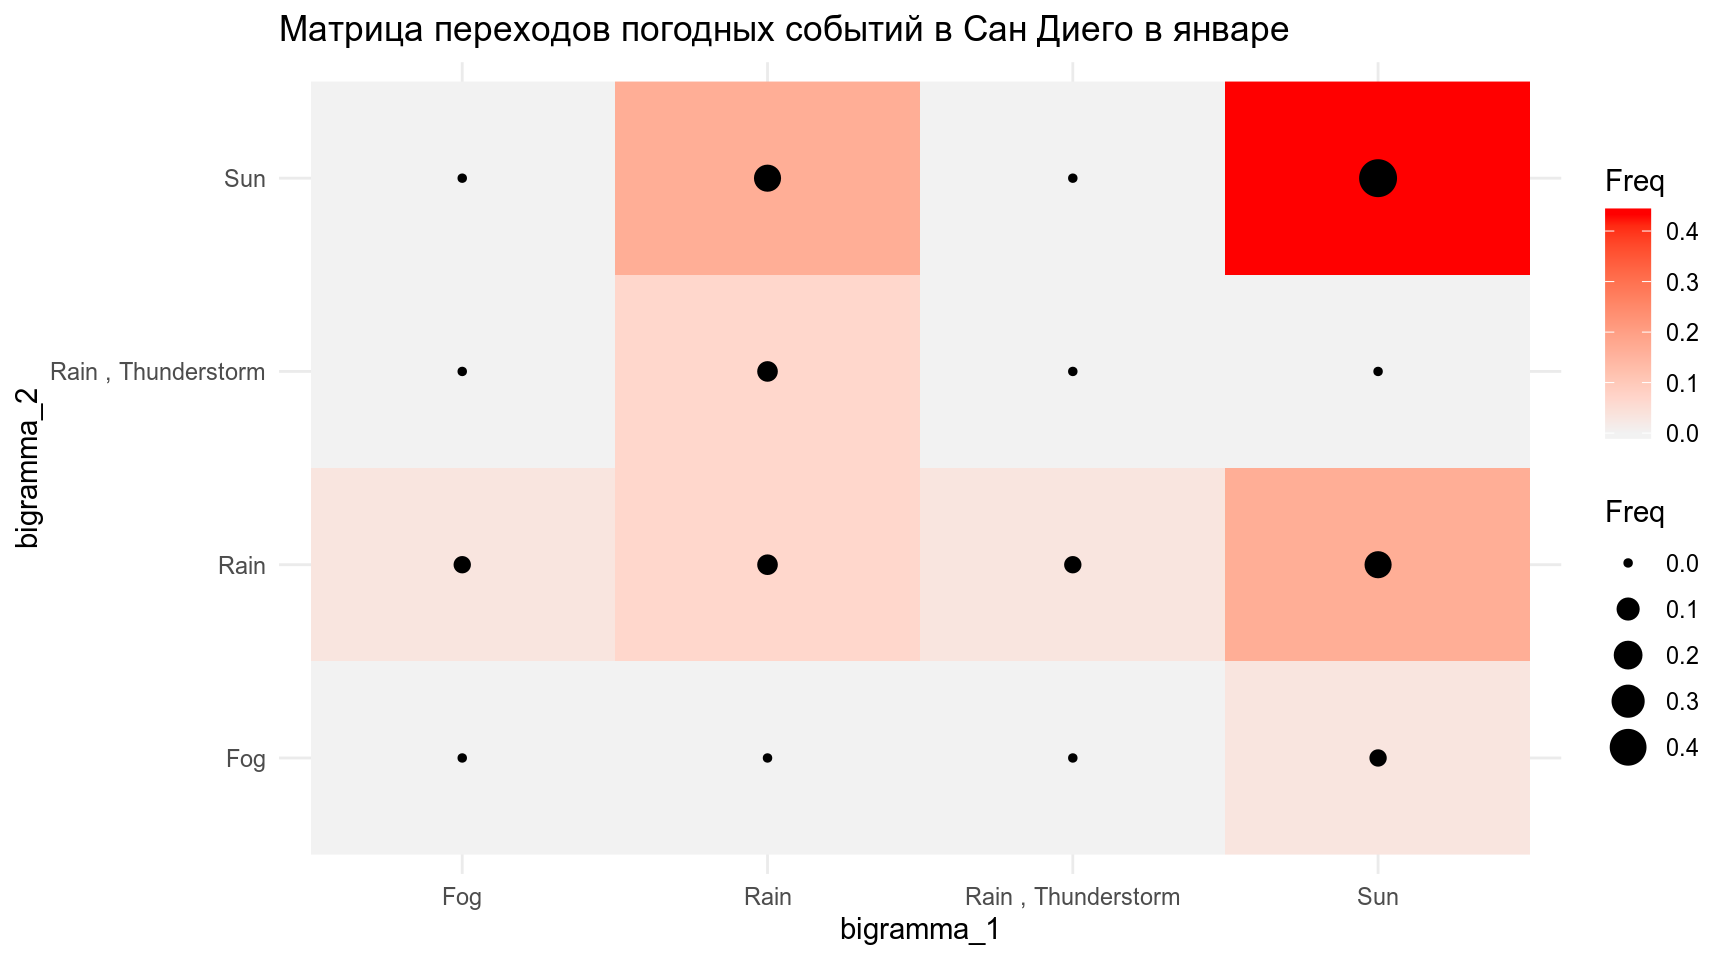 Матрица переходов погодных событий в Сан Диего в январе
bigramma_2
Sun
Rain , Thunderstorm
Rain
Fog
Fog
Rain
Rain , Thunderstorm
Sun
bigramma_1
Freq
0.4
0.3
0.2
0.1
0.0
Freq
0.0
0.1
0.2
0.3
0.4